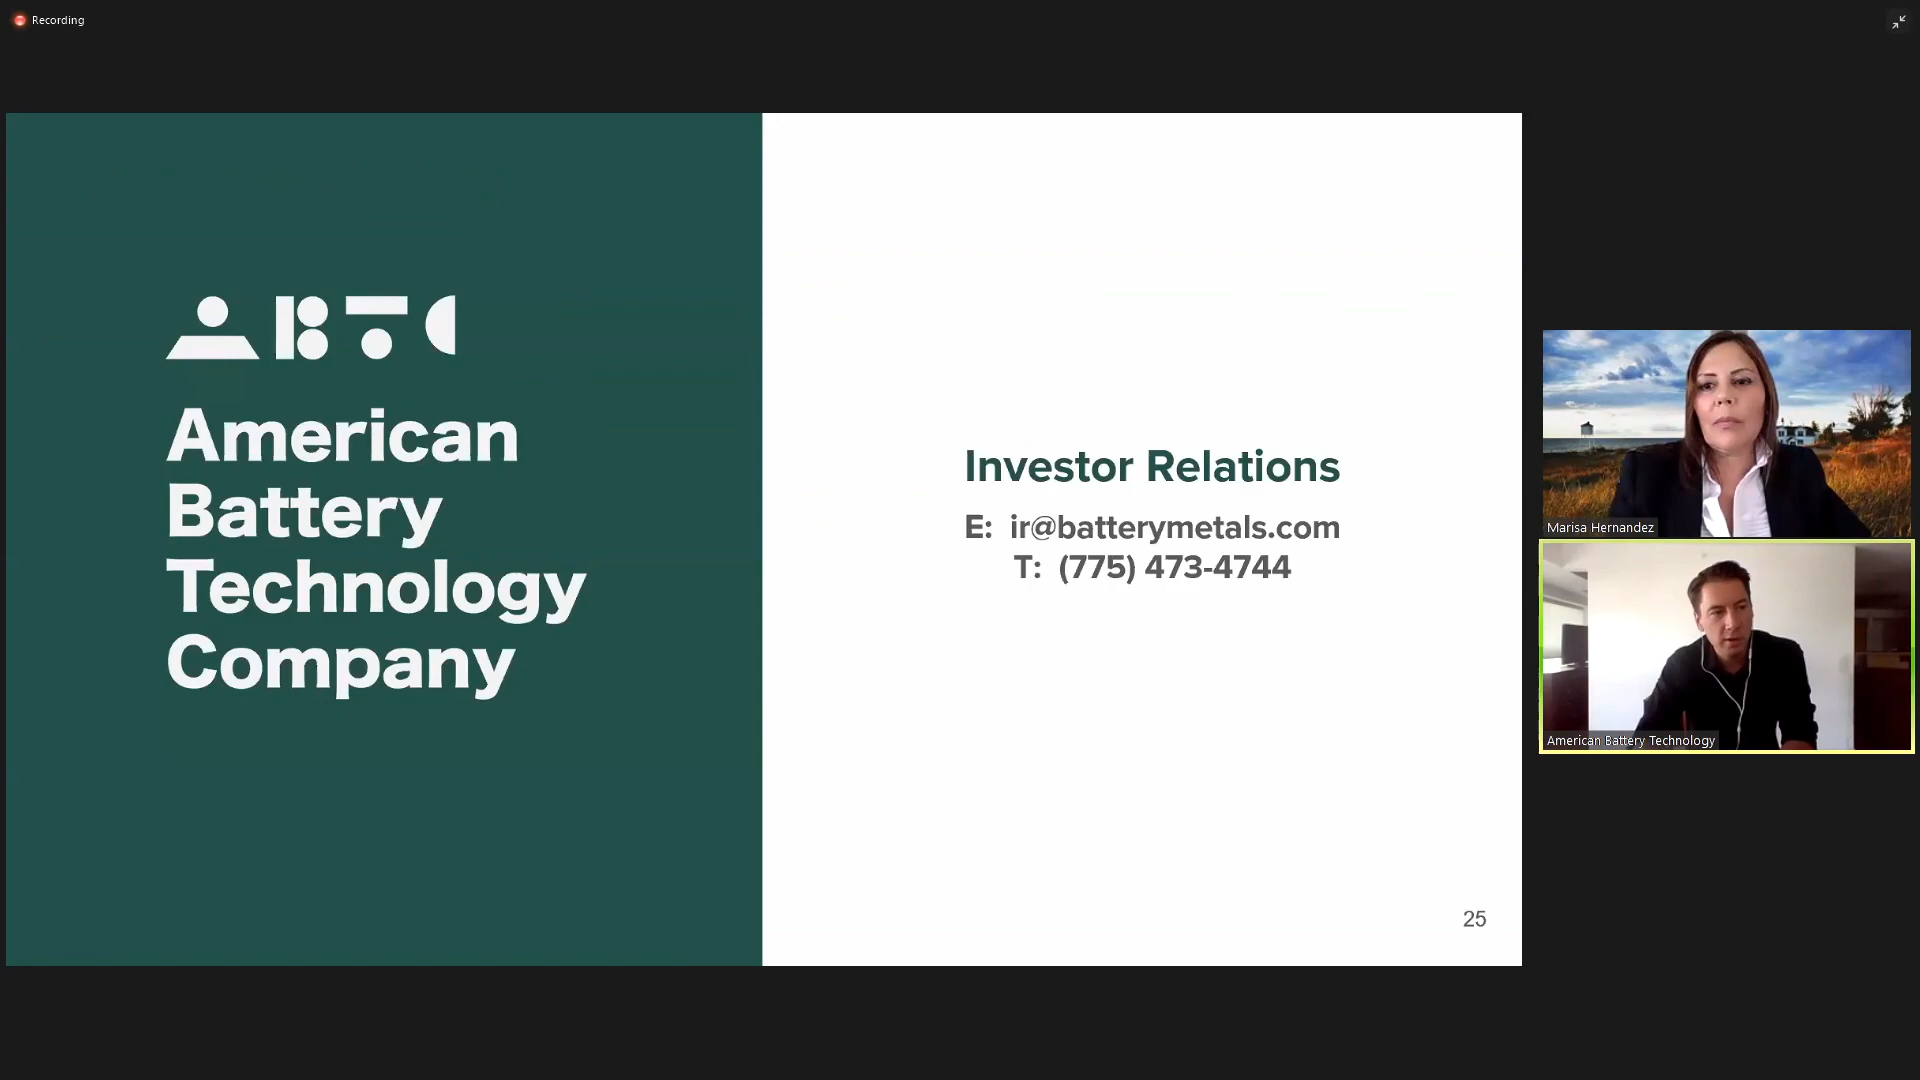 Recording
ABTC
American
Battery
Technology
Company
Investor Relations
E: ir@batterymetals.com
T: (775) 473-4744
25
Marisa Hernandez
American Battery Technology